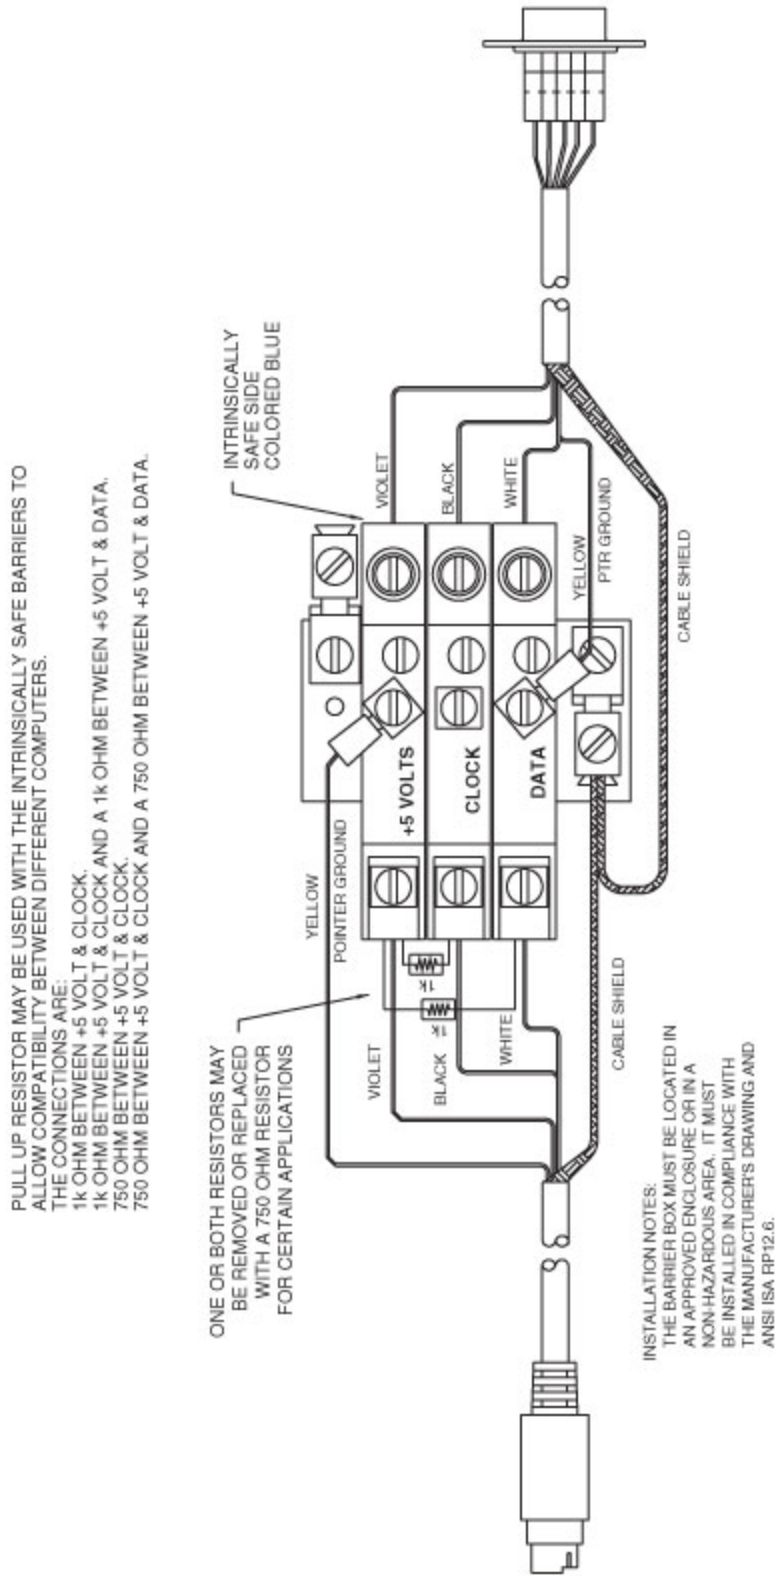 PULL UP RESISTOR MAY BE USED WITH THE INTRINSICALLY SAFE BARRIERS TO
ALLOW COMPATIBILITY BETWEEN DIFFERENT COMPUTERS.
THE CONNECTIONS ARE:
1k OHM BETWEEN +5 VOLT & CLOCK.
1k OHM BETWEEN +5 VOLT & CLOCK AND A 1k OHM BETWEEN +5 VOLT & DATA.
750 OHM BETWEEN +5 VOLT & CLOCK.
750 OHM BETWEEN +5 VOLT & CLOCK AND A 750 OHM BETWEEN +5 VOLT & DATA.
ONE OR BOTH RESISTORS MAY
BE REMOVED OR REPLACED
WITH A 750 OHM RESISTOR
FOR CERTAIN APPLICATIONS
INTRINSICALLY
SAFE SIDE
COLORED BLUE
YELLOW
POINTER GROUND
VIOLET
BLACK
WHITE
1k
1k
+5 VOLTS
CLOCK
DATA
VIOLET
BLACK
WHITE
YELLOW
PTR GROUND
CABLE SHIELD
CABLE SHIELD
INSTALLATION NOTES:
THE BARRIER BOX MUST BE LOCATED IN
AN APPROVED ENCLOSURE OR IN A
NON-HAZARDOUS AREA. IT MUST
BE INSTALLED IN COMPLIANCE WITH
THE MANUFACTURER'S DRAWING AND
ANSI ISA RP12.6.